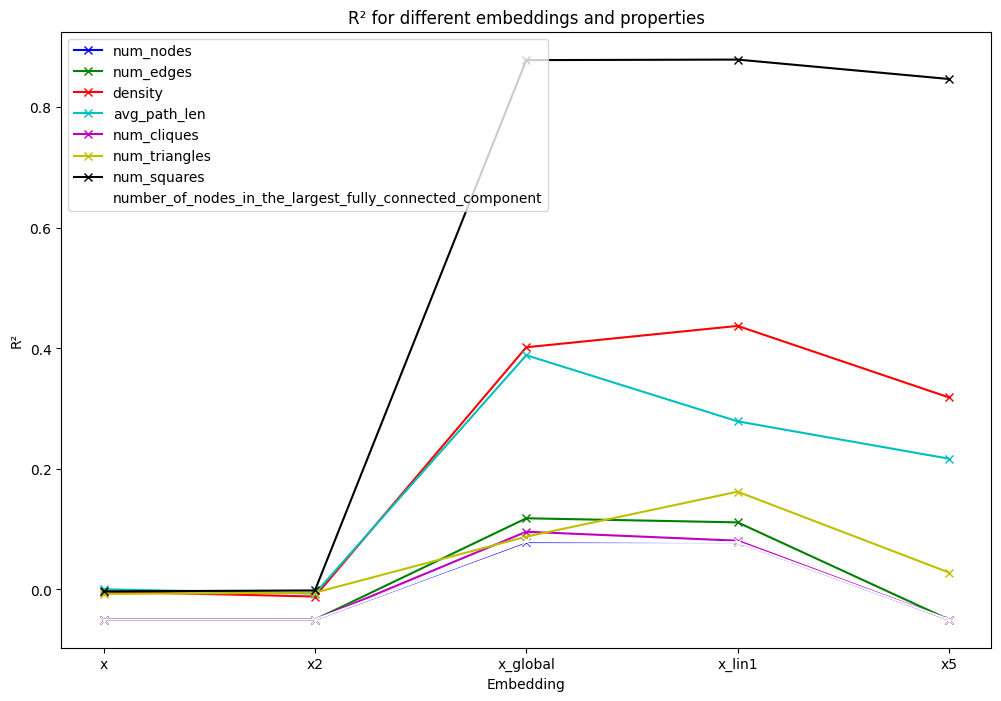 R² for different embeddings and properties
num_nodes
num_edges
density
avg_path_len
num_cliques
num_triangles
num_squares
number_of_nodes_in_the_largest_fully_connected_component
R²
0.8
0.6
0.4
0.2
0.0
x x2 x_global x_lin1 x5
Embedding